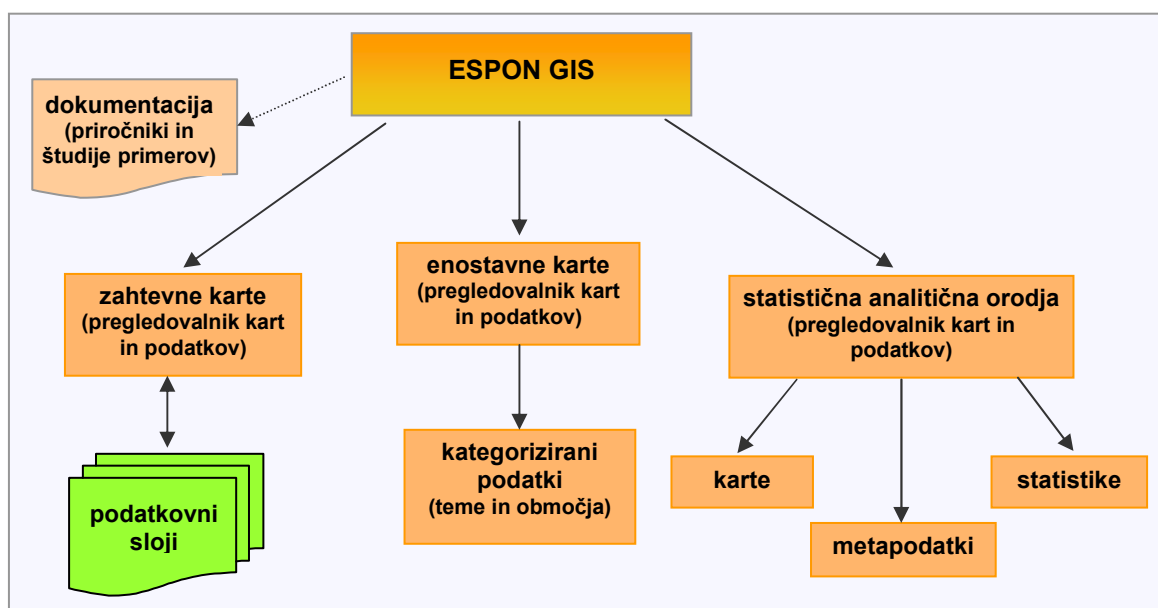 ESPON GIS
dokumentacija
(priročniki in
študije primerov)
zahtevne karte
(pregledovalnik kart
in podatkov)
enostavne karte
(pregledovalnik kart
in podatkov)
statistična analitična orodja
(pregledovalnik kart in
podatkov)
podatkovni
sloji
kategorizirani
podatki
(teme in območja)
karte
metapodatki
statistike